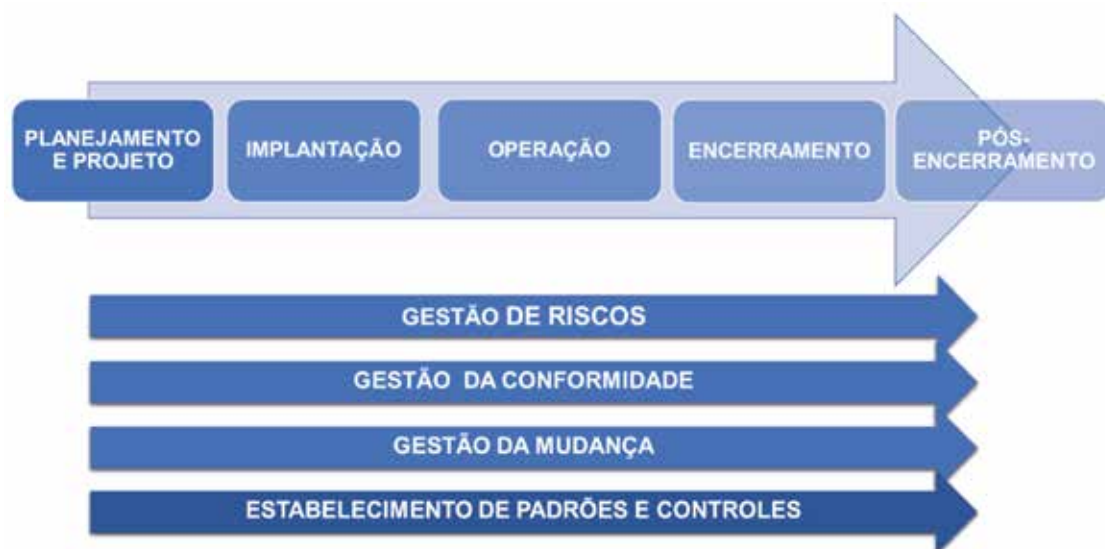 PLANEJAMENTO
E PROJETO
IMPLANTAÇÃO
OPERAÇÃO
ENCERRAMENTO
PÓS-
ENCERRAMENTO
GESTÃO DE RISCOS
GESTÃO DA CONFORMIDADE
GESTÃO DA MUDANÇA
ESTABELECIMENTO DE PADRÕES E CONTROLES